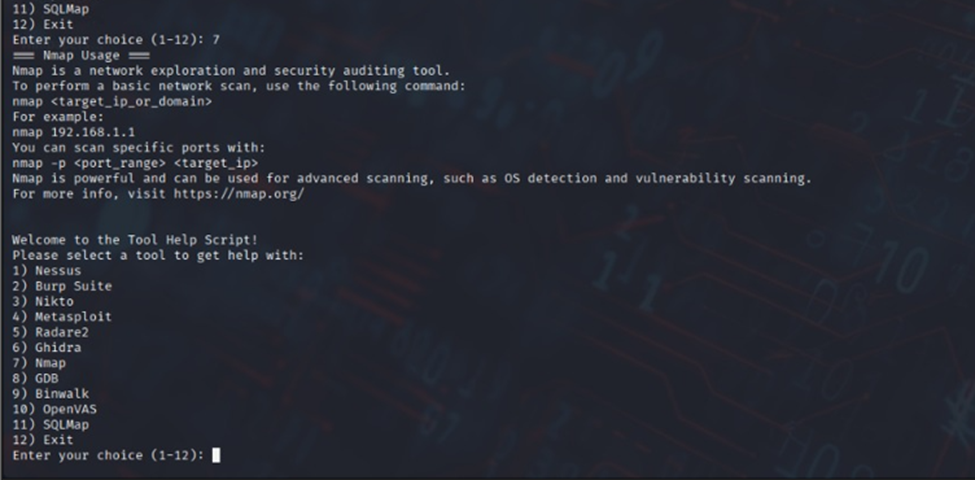 11) SQLMap
12) Exit
Enter your choice (1-12): 7
═══ Nmap Usage ═══
Nmap is a network exploration and security auditing tool.
To perform a basic network scan, use the following command:
nmap <target_ip_or_domain>
For example:
nmap 192.168.1.1
You can scan specific ports with:
nmap -p <port_range> <target_ip>
Nmap is powerful and can be used for advanced scanning, such as OS detection and vulnerability scanning.
For more info, visit https://nmap.org/
Welcome to the Tool Help Script!
Please select a tool to get help with:
1) Nessus
2) Burp Suite
3) Nikto
4) Metasploit
5) Radare2
6) Ghidra
7) Nmap
8) GDB
9) Binwalk
10) OpenVAS
11) SQLMap
12) Exit
Enter your choice (1-12):